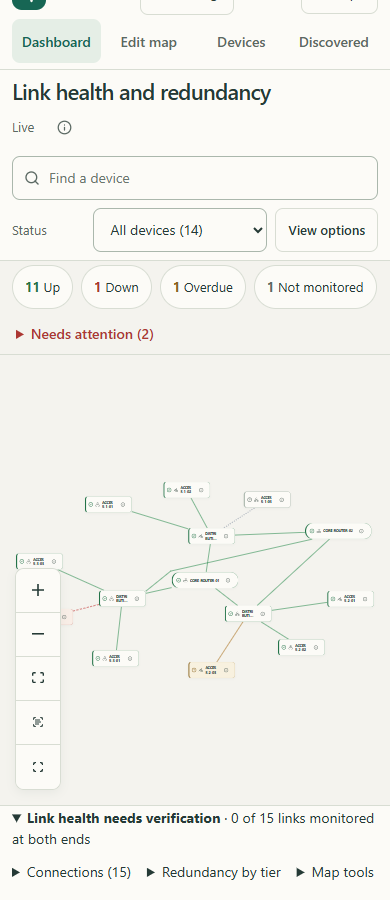 Dashboard
Edit map
Devices
Discovered
Link health and redundancy
Live
Find a device
Status
All devices (14)
View options
11 Up
1 Down
1 Overdue
1 Not monitored
Needs attention (2)
CORE ROUTER 02
CORE ROUTER 01
Link health needs verification · 0 of 15 links monitored
at both ends
Connections (15)
Redundancy by tier
Map tools